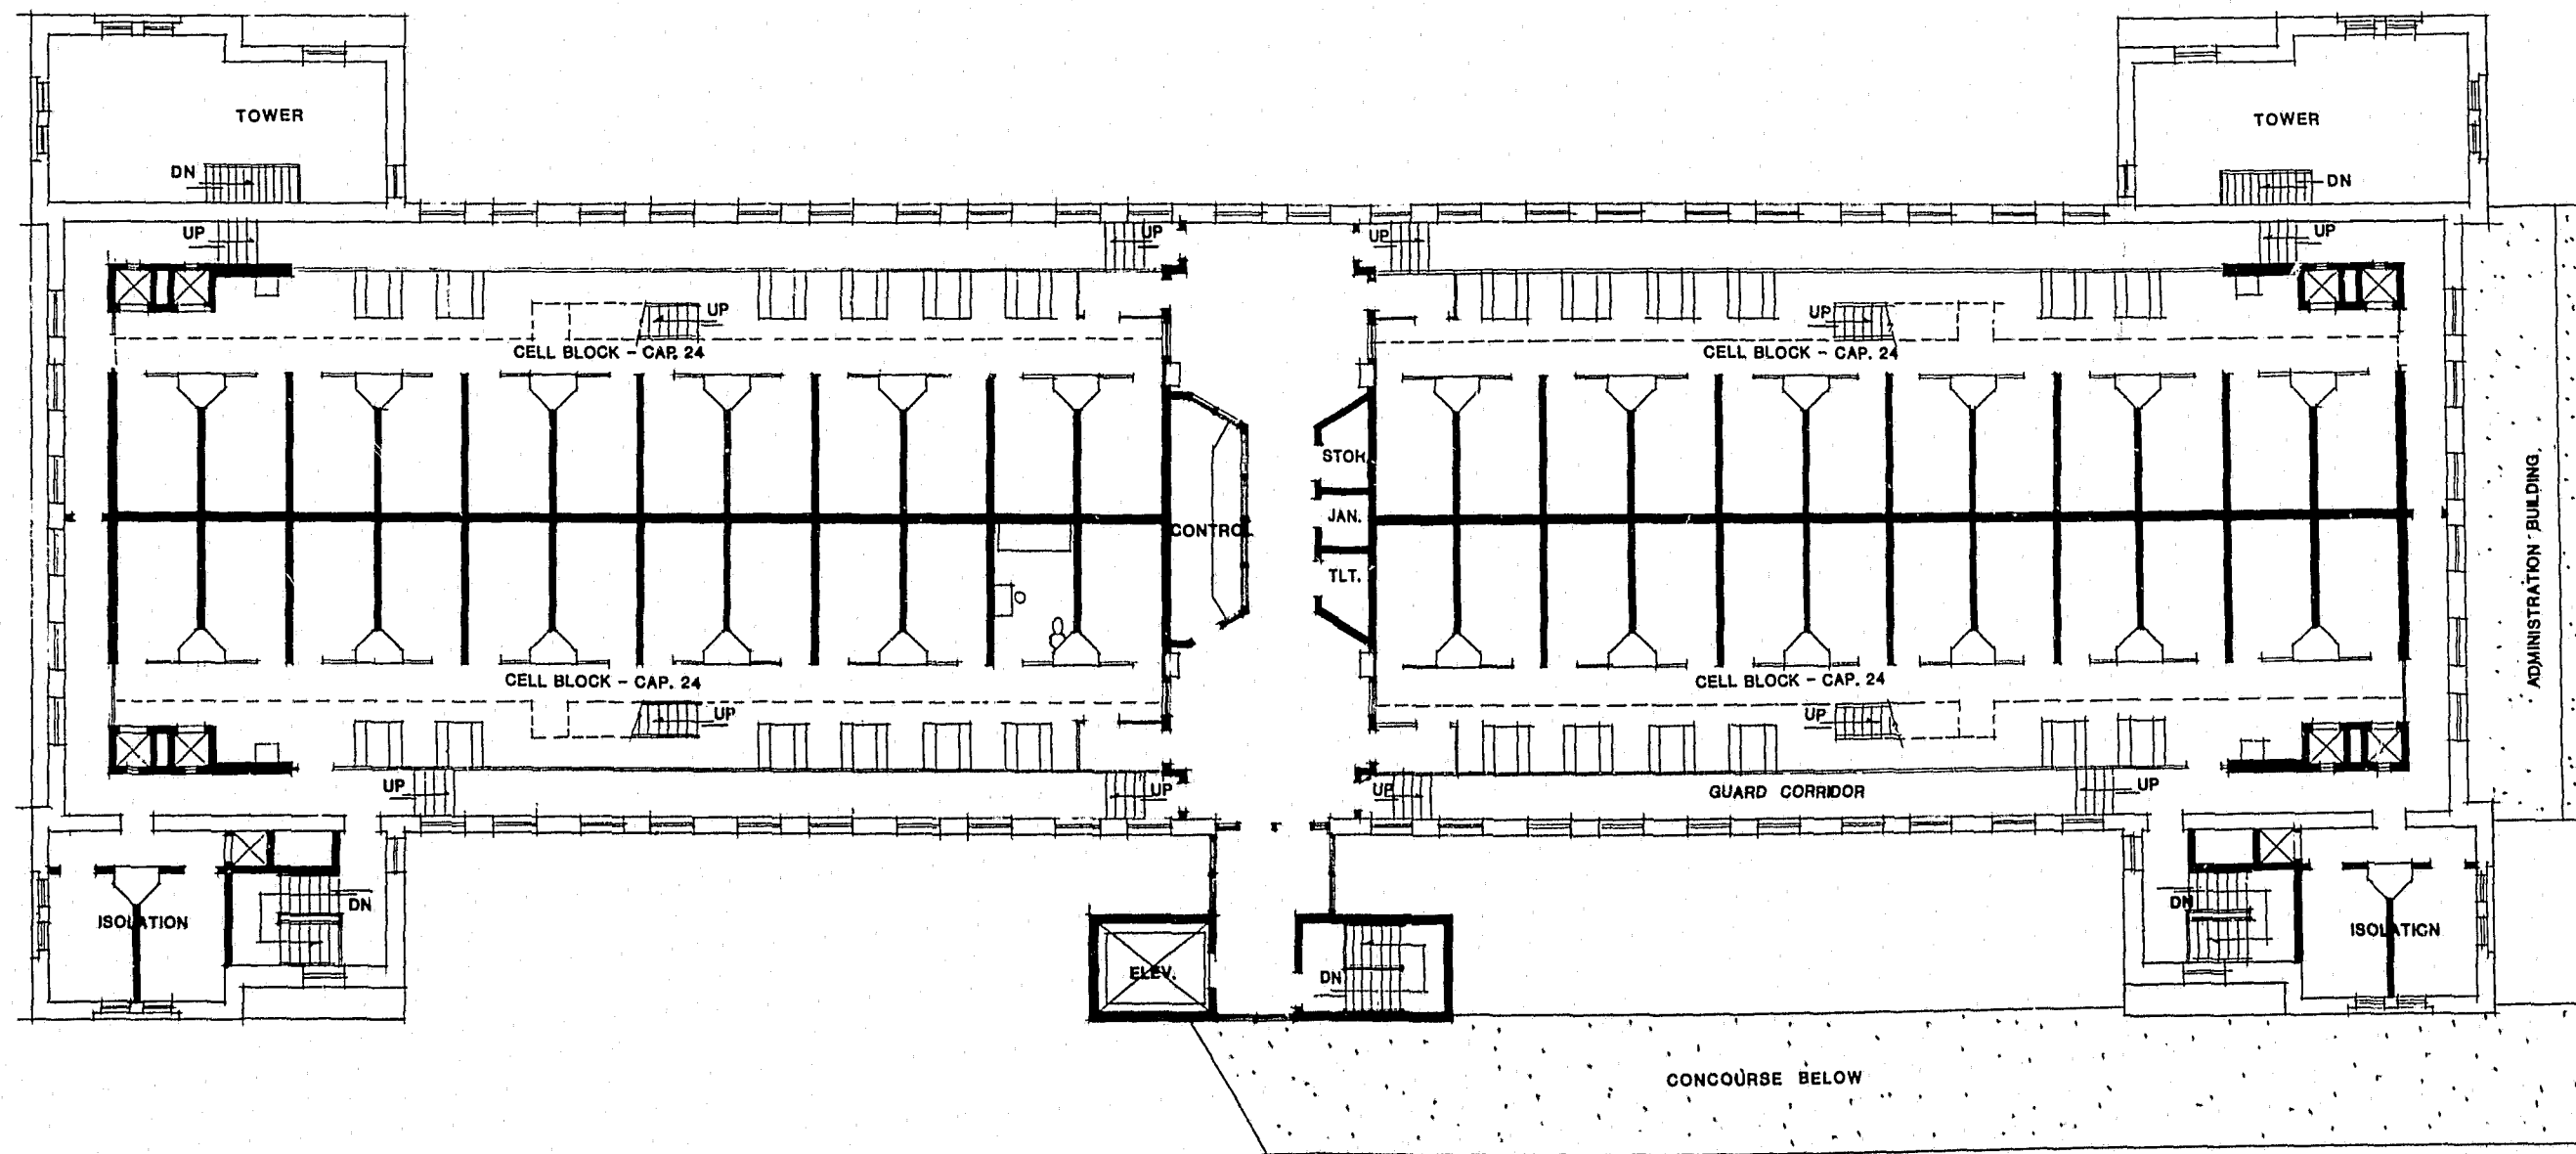 TOWER
TOWER
DN
DN
UP
UP
UP
UP
UP
UP
CELL BLOCK - CAP. 24
CELL BLOCK - CAP. 24
STOR.
CONTROL
JAN.
TLT.
ADMINISTRATION BUILDING
CELL BLOCK - CAP. 24
CELL BLOCK - CAP. 24
UP
UP
UP
UP
UP
GUARD CORRIDOR
UP
DN
DN
ISOLATION
ISOLATION
ELEV.
DN
CONCOURSE BELOW